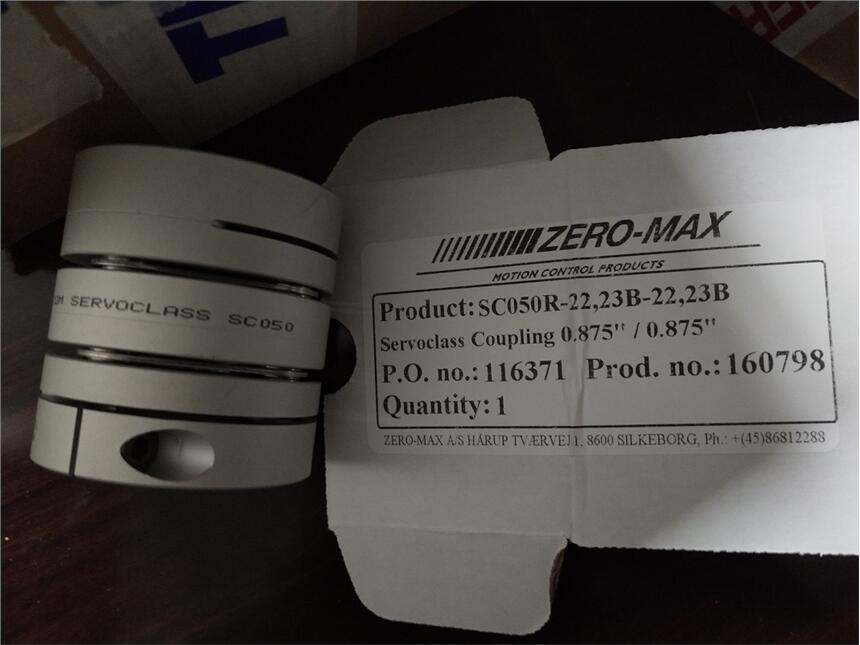 SERVOCLASS SC050
ZERO-MAX
MOTION CONTROL PRODUCTS
Product: SC050R-22,23B-22,23B
Servoclass Coupling 0.875" / 0.875"
P.O. no.: 116371 Prod. no.: 160798
Quantity: 1
ZERO-MAX A/S HÅRUP TVÆRVEJ 1, 8600 SILKEBORG, Ph.: +(45)86812288